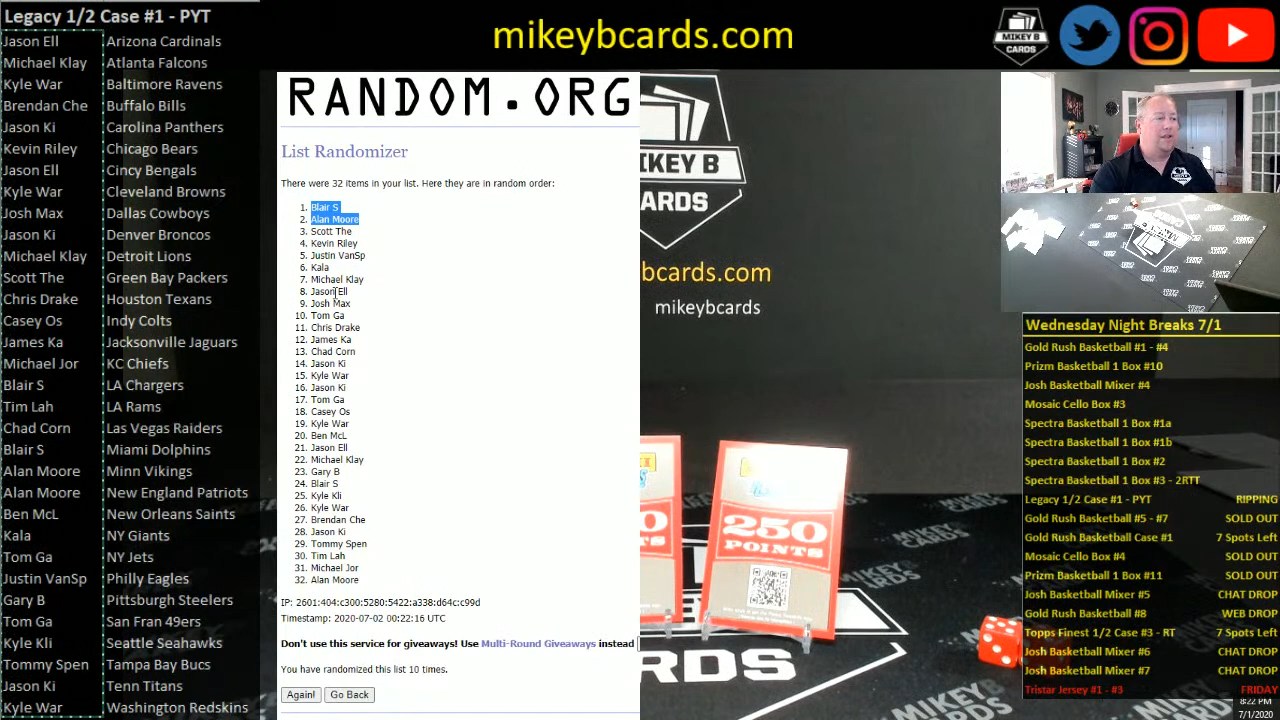 Legacy 1/2 Case #1 - PYT
Jason Ell Arizona Cardinals
Michael Klay Atlanta Falcons
Kyle War Baltimore Ravens
Brendan Che Buffalo Bills
Jason Ki Carolina Panthers
Kevin Riley Chicago Bears
Jason Ell Cincy Bengals
Kyle War Cleveland Browns
Josh Max Dallas Cowboys
Jason Ki Denver Broncos
Michael Klay Detroit Lions
Scott The Green Bay Packers
Chris Drake Houston Texans
Casey Os Indy Colts
James Ka Jacksonville Jaguars
Michael Jor KC Chiefs
Blair S LA Chargers
Tim Lah LA Rams
Chad Corn Las Vegas Raiders
Blair S Miami Dolphins
Alan Moore Minn Vikings
Alan Moore New England Patriots
Ben McL New Orleans Saints
Kala NY Giants
Tom Ga NY Jets
Justin VanSp Philly Eagles
Gary B Pittsburgh Steelers
Tom Ga San Fran 49ers
Kyle Kli Seattle Seahawks
Tommy Spen Tampa Bay Bucs
Jason Ki Tenn Titans
Kyle War Washington Redskins
mikeybcards.com
MIKEY B
CARDS
RANDOM.ORG
List Randomizer
There were 32 items in your list. Here they are in random order:
1. Blair S
2. Alan Moore
3. Scott The
4. Kevin Riley
5. Justin VanSp
6. Kala
7. Michael Klay
8. Jason Ell
9. Josh Max
10. Tom Ga
11. Chris Drake
12. James Ka
13. Chad Corn
14. Jason Ki
15. Kyle War
16. Jason Ki
17. Tom Ga
18. Casey Os
19. Kyle War
20. Ben McL
21. Jason Ell
22. Michael Klay
23. Gary B
24. Blair S
25. Kyle Kli
26. Kyle War
27. Brendan Che
28. Jason Ki
29. Tommy Spen
30. Tim Lah
31. Michael Jor
32. Alan Moore
IP: 2601:404:c300:5280:5422:a338:d64c:c99d
Timestamp: 2020-07-02 00:22:16 UTC
Don't use this service for giveaways! Use Multi-Round Giveaways instead
You have randomized this list 10 times.
Again! Go Back
IKEY B
CARDS
bcards.com
mikeybcards
250
POINTS
Wednesday Night Breaks 7/1
Gold Rush Basketball #1 - #4
Prizm Basketball 1 Box #10
Josh Basketball Mixer #4
Mosaic Cello Box #3
Spectra Basketball 1 Box #1a
Spectra Basketball 1 Box #1b
Spectra Basketball 1 Box #2
Spectra Basketball 1 Box #3 - 2RTT
Legacy 1/2 Case #1 - PYT RIPPING
Gold Rush Basketball #5 - #7 SOLD OUT
Gold Rush Basketball Case #1 7 Spots Left
Mosaic Cello Box #4 SOLD OUT
Prizm Basketball 1 Box #11 SOLD OUT
Josh Basketball Mixer #5 CHAT DROP
Gold Rush Basketball #8 WEB DROP
Topps Finest 1/2 Case #3 - RT 7 Spots Left
Josh Basketball Mixer #6 CHAT DROP
Josh Basketball Mixer #7 CHAT DROP
Tristar Jersey #1 - #3 FRIDAY
8:22 PM
7/1/2020